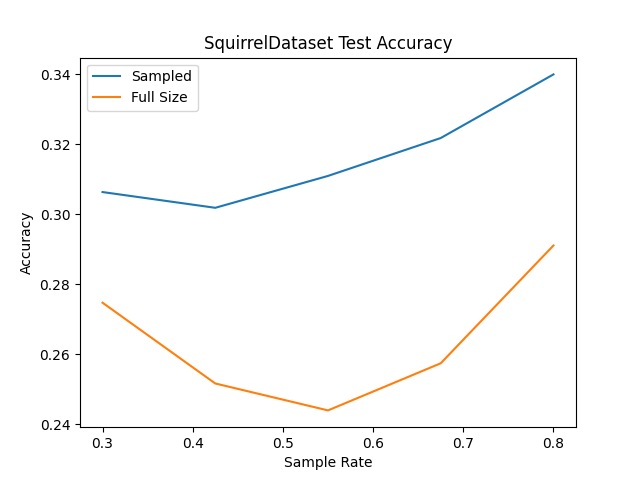 SquirrelDataset Test Accuracy
Sampled
Full Size
0.34
0.32
0.30
0.28
0.26
0.24
Accuracy
0.3 0.4 0.5 0.6 0.7 0.8
Sample Rate